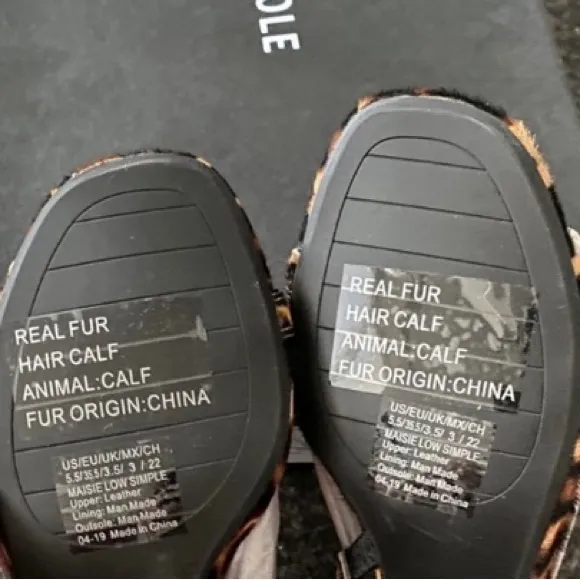 OLE
REAL FUR
HAIR CALF
ANIMAL:CALF
FUR ORIGIN:CHINA
US/EU/UK/MX/CH
5.5/35.5/3.5/ 3 / 22
MAISIE LOW SIMPLE
Upper: Leather
Lining: Man Made
Outsole: Man Made
04-19 Made in China
REAL FUR
HAIR CALF
ANIMAL:CALF
FUR ORIGIN:CHINA
US/EU/UK/MX/CH
5.5/35.5/3.5/ 3 / 22
MAISIE LOW SIMPLE
Upper: Leather
Lining: Man Made
Outsole: Man Made
04-19 Made in China